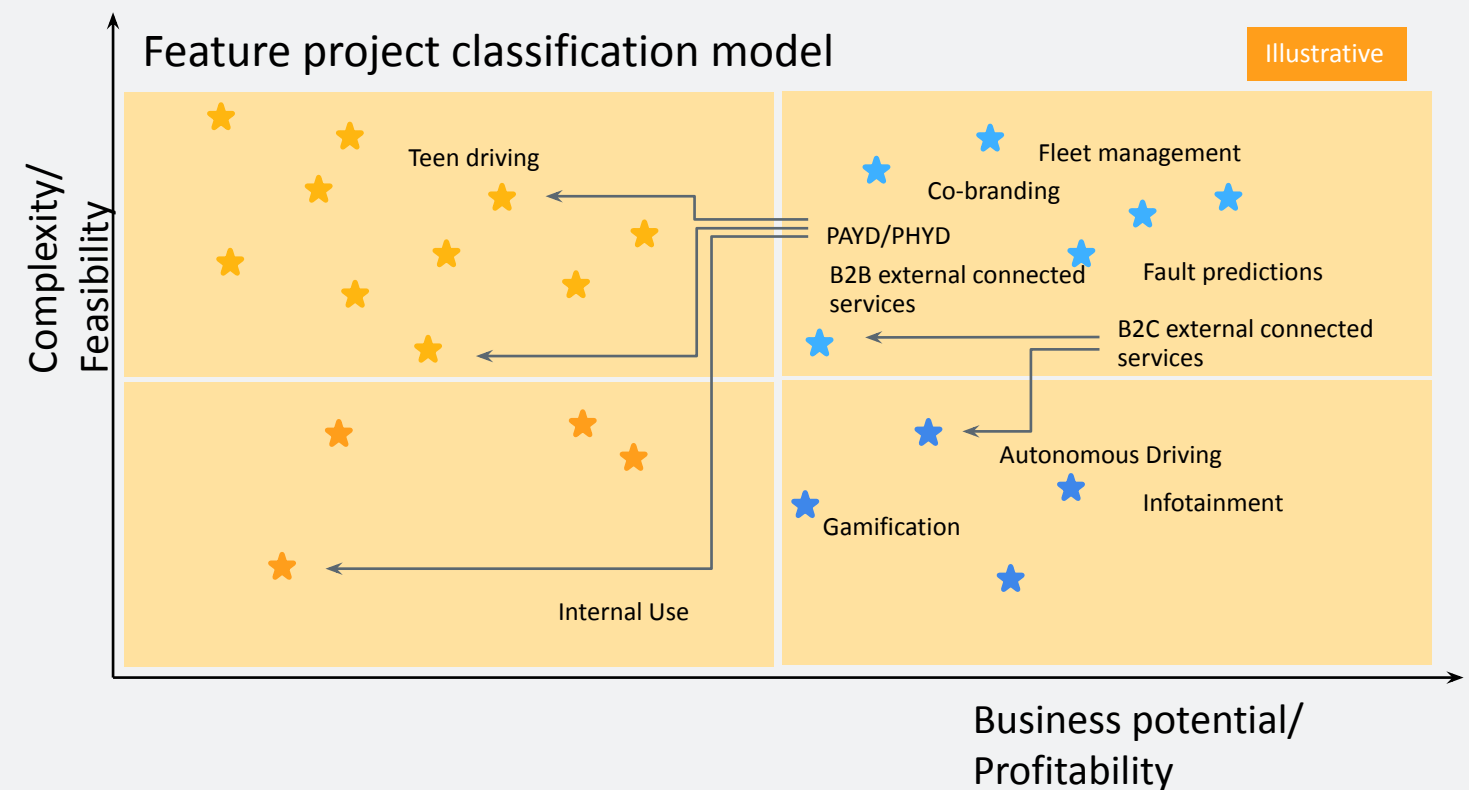 Feature project classification model
Illustrative
Complexity/
Feasibility
Teen driving
Fleet management
Co-branding
PAYD/PHYD
B2B external connected
services
Fault predictions
B2C external connected
services
Autonomous Driving
Infotainment
Gamification
Internal Use
Business potential/
Profitability